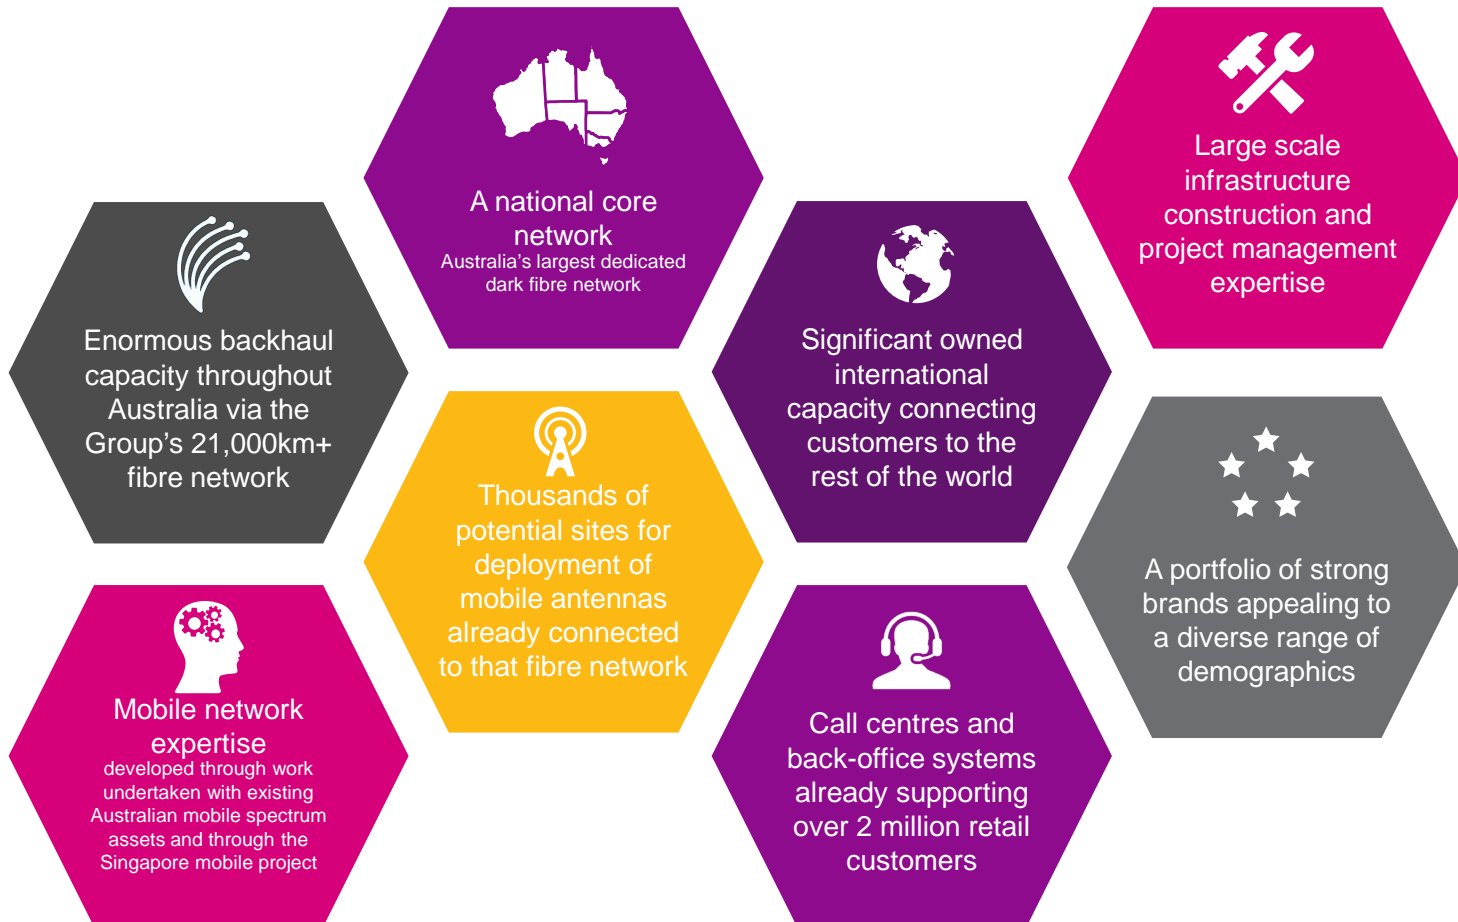 A national core
network
Australia’s largest dedicated
dark fibre network
Large scale
infrastructure
construction and
project management
expertise
Enormous backhaul
capacity throughout
Australia via the
Group’s 21,000km+
fibre network
Significant owned
international
capacity connecting
customers to the
rest of the world
Thousands of
potential sites for
deployment of
mobile antennas
already connected
to that fibre network
A portfolio of strong
brands appealing to
a diverse range of
demographics
Mobile network
expertise
developed through work
undertaken with existing
Australian mobile spectrum
assets and through the
Singapore mobile project
Call centres and
back-office systems
already supporting
over 2 million retail
customers